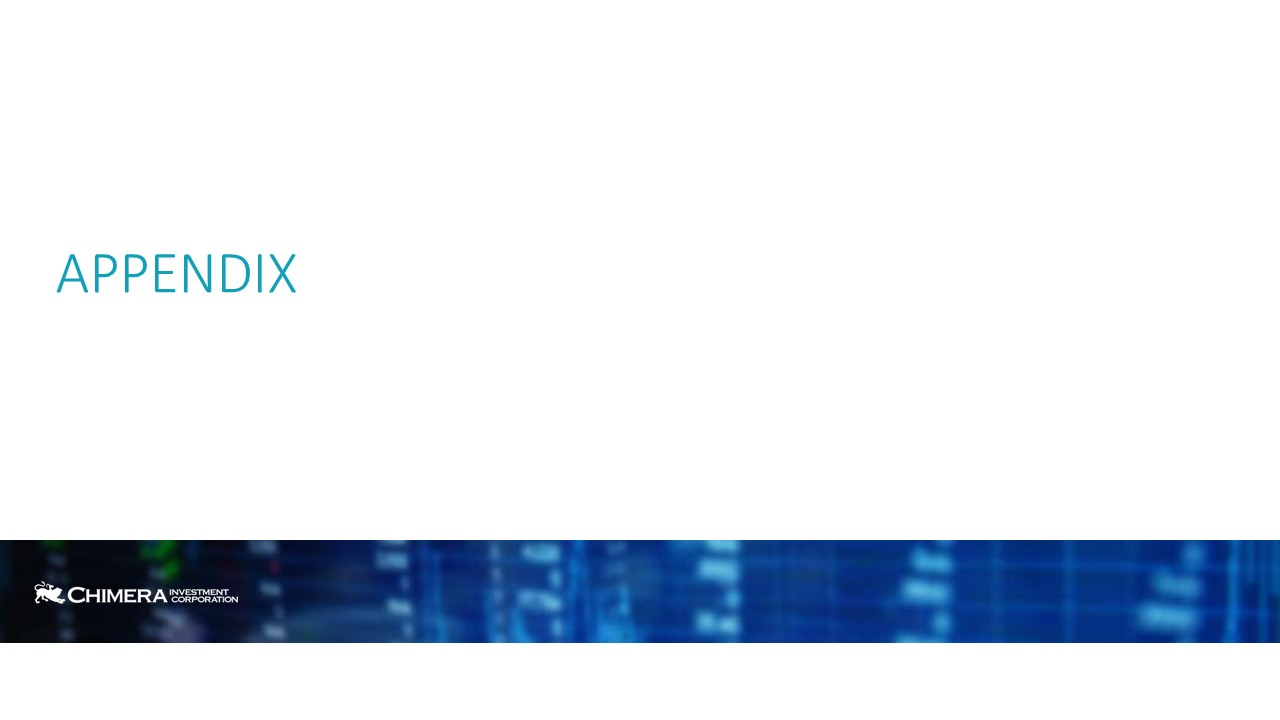 APPENDIX
CHIMERA INVESTMENT
CORPORATION